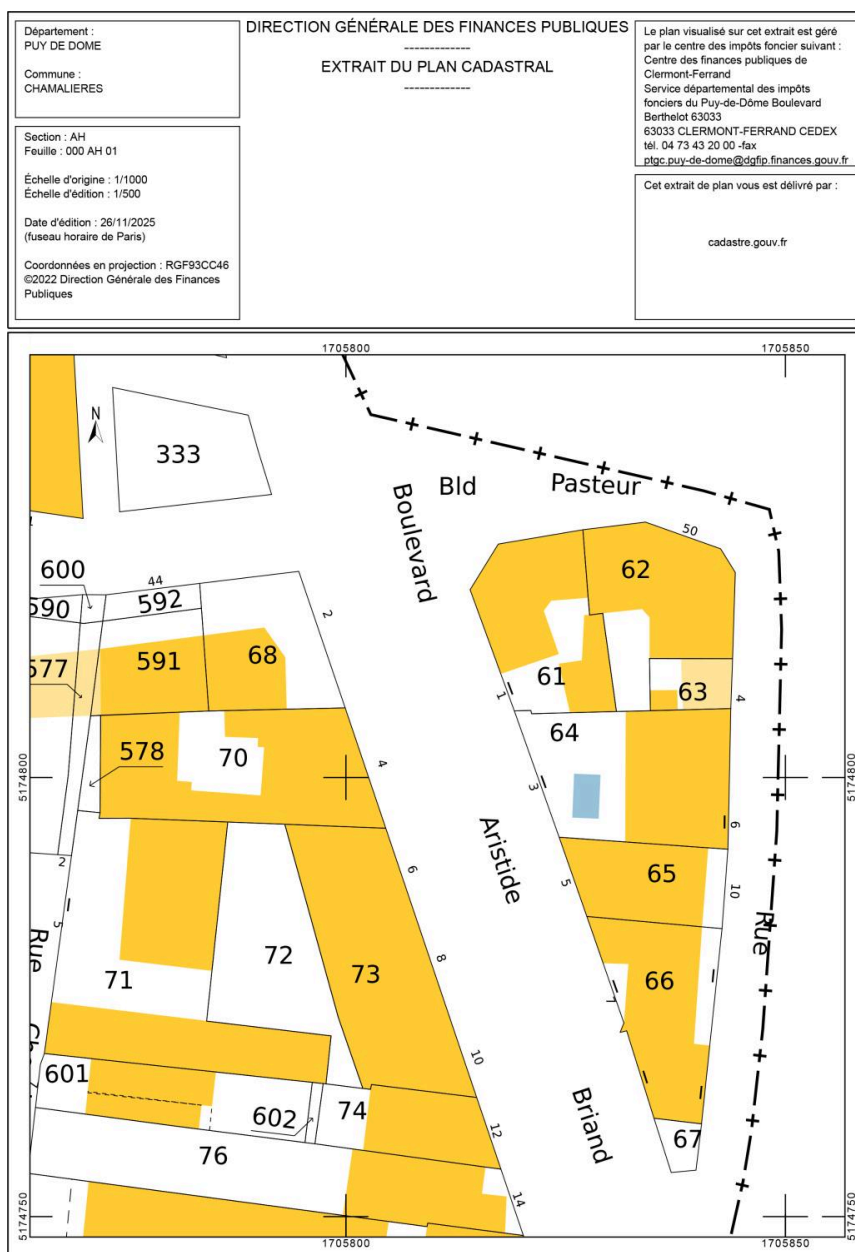 Département :
PUY DE DOME
Commune :
CHAMALIERES
Section : AH
Feuille : 000 AH 01
Échelle d'origine : 1/1000
Échelle d'édition : 1/500
Date d'édition : 26/11/2025
(fuseau horaire de Paris)
Coordonnées en projection : RGF93CC46
©2022 Direction Générale des Finances
Publiques
DIRECTION GÉNÉRALE DES FINANCES PUBLIQUES
-------------
EXTRAIT DU PLAN CADASTRAL
-------------
Le plan visualisé sur cet extrait est géré
par le centre des impôts foncier suivant :
Centre des finances publiques de
Clermont-Ferrand
Service départemental des impôts
fonciers du Puy-de-Dôme Boulevard
Berthelot 63033
63033 CLERMONT-FERRAND CEDEX
tél. 04 73 43 20 00 -fax
ptgc.puy-de-dome@dgfip.finances.gouv.fr
Cet extrait de plan vous est délivré par :
cadastre.gouv.fr
1705800
1705850
N
333
Bld Pasteur
Boulevard
50
600
44
62
590
592
2
591
68
61
577
1
63
4
64
578
70
4
3
5174800
5174800
6
Aristide
2
6
65
5
10
5
Rue
Rue
72
8
71
73
66
7
10
601
602
74
12
Briand
67
76
14
5174750
5174750
1705800
1705850